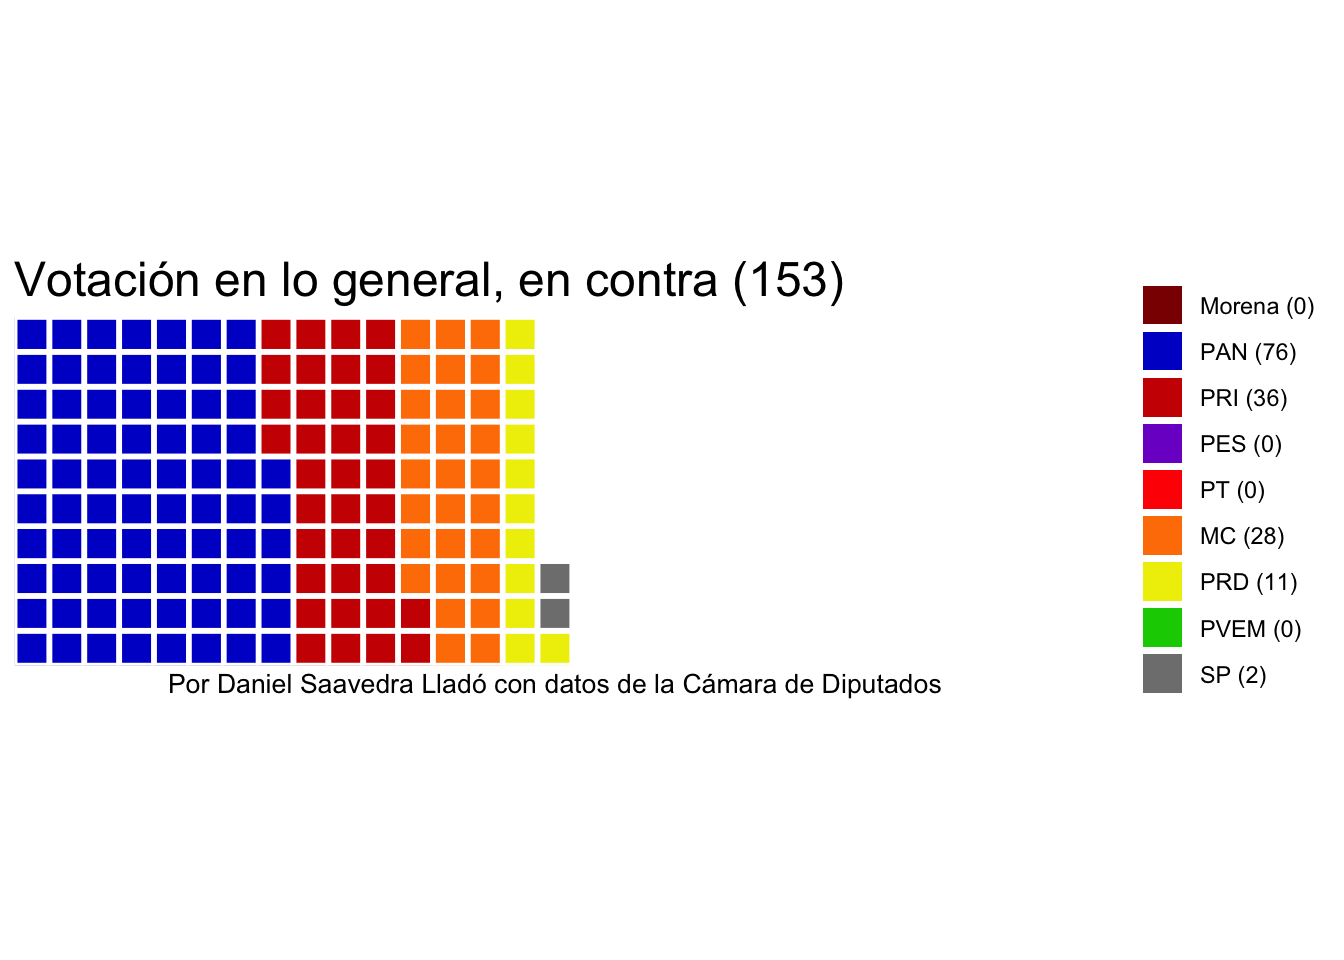 Votación en lo general, en contra (153)
Morena (0)
PAN (76)
PRI (36)
PES (0)
PT (0)
MC (28)
PRD (11)
PVEM (0)
SP (2)
Por Daniel Saavedra Lladó con datos de la Cámara de Diputados